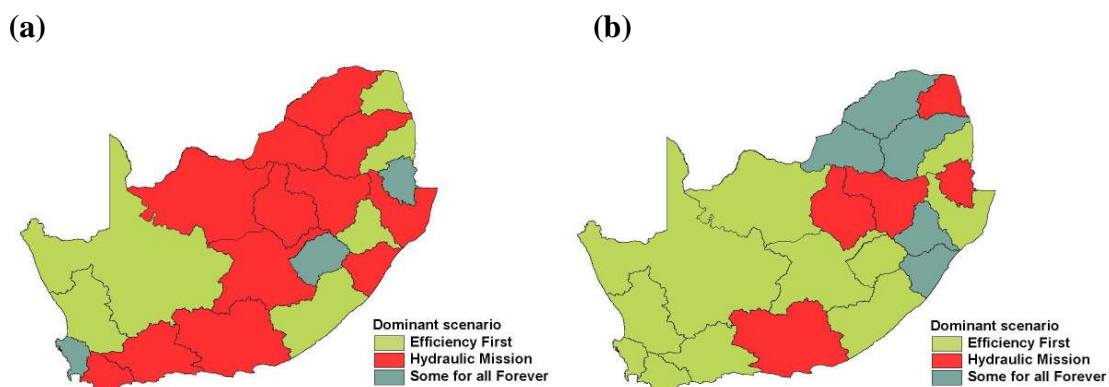 (a)
(b)
Dominant scenario
Efficiency First
Hydraulic Mission
Some for all Forever
Dominant scenario
Efficiency First
Hydraulic Mission
Some for all Forever